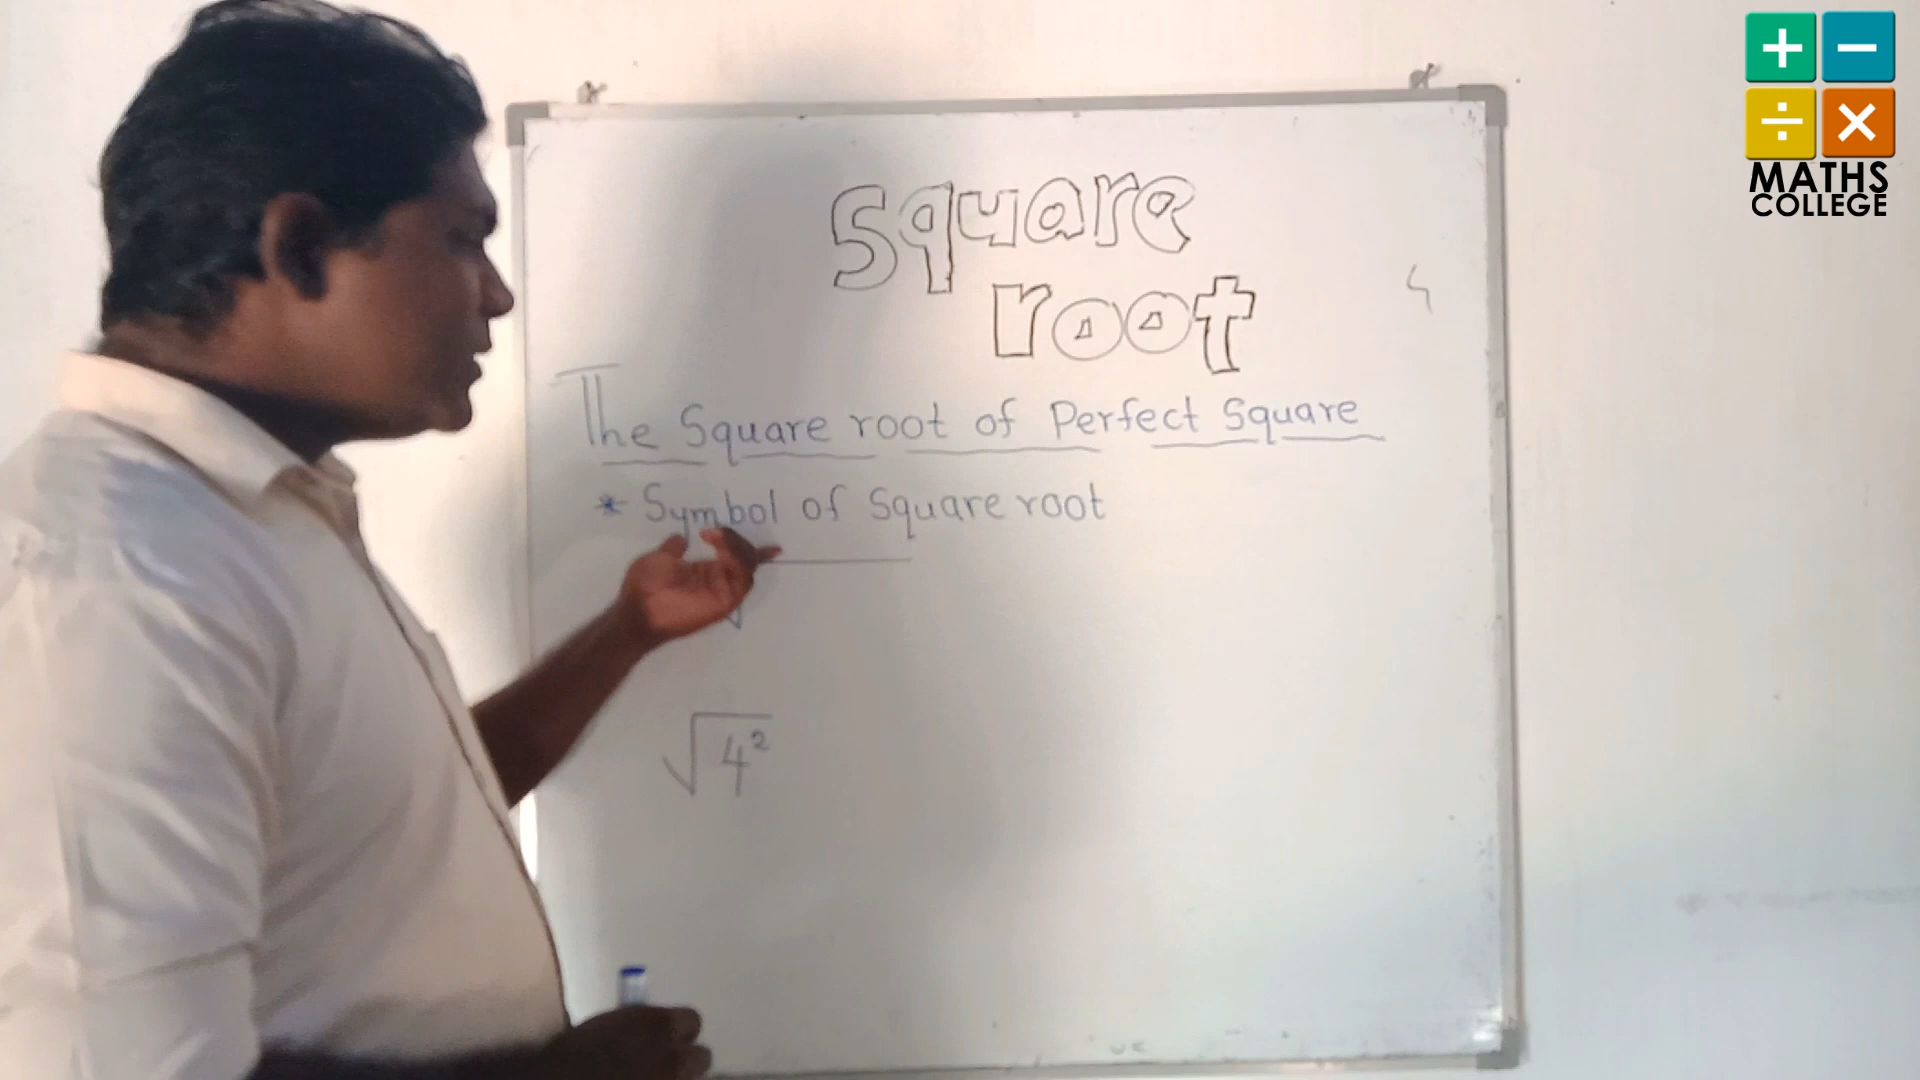 + −
÷ ×
MATHS
COLLEGE
Square
root
The Square root of Perfect Square
* Symbol of Square root
√
√4²